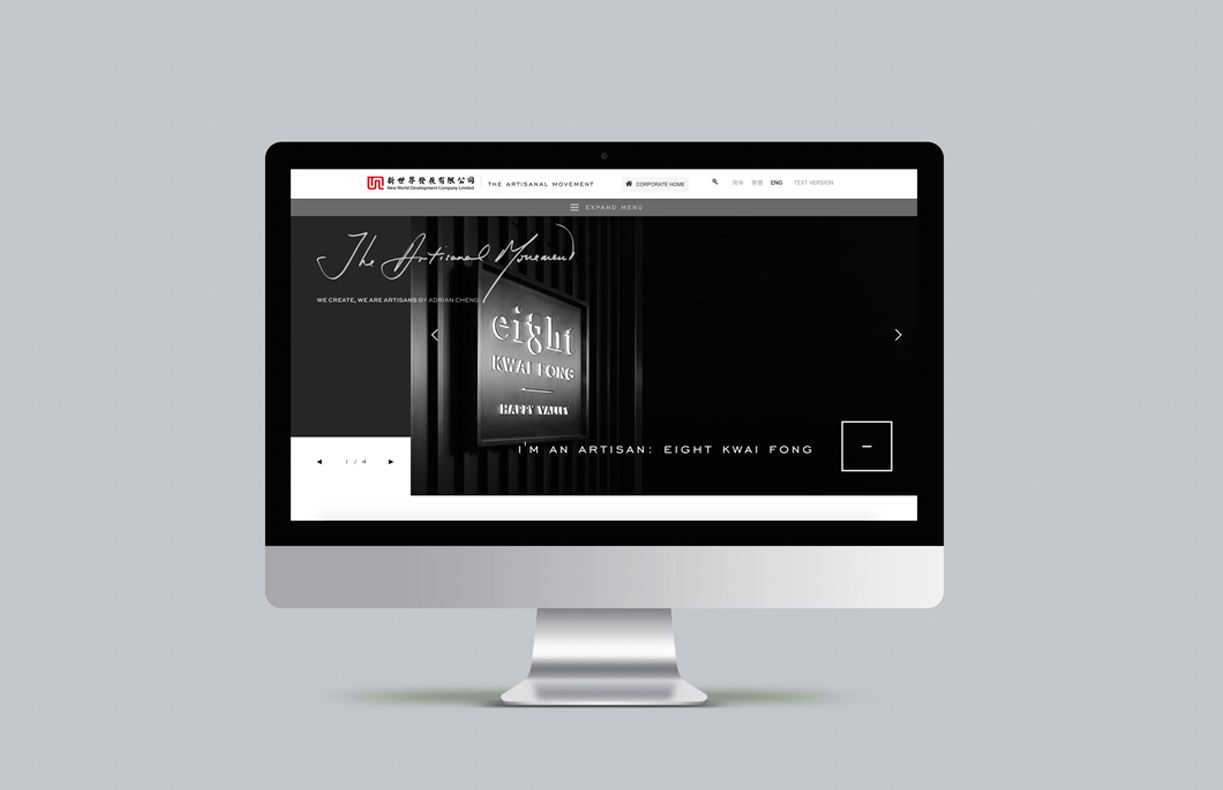 新世界發展有限公司
New World Development Company Limited
THE ARTISANAL MOVEMENT
CORPORATE HOME
简体 繁體 ENG TEXT VERSION
EXPAND MENU
The Artisanal Movement
WE CREATE, WE ARE ARTISANS BY ADRIAN CHENG
eight
KWAI FONG
HAPPY VALLEY
I'M AN ARTISAN: EIGHT KWAI FONG
1 / 4